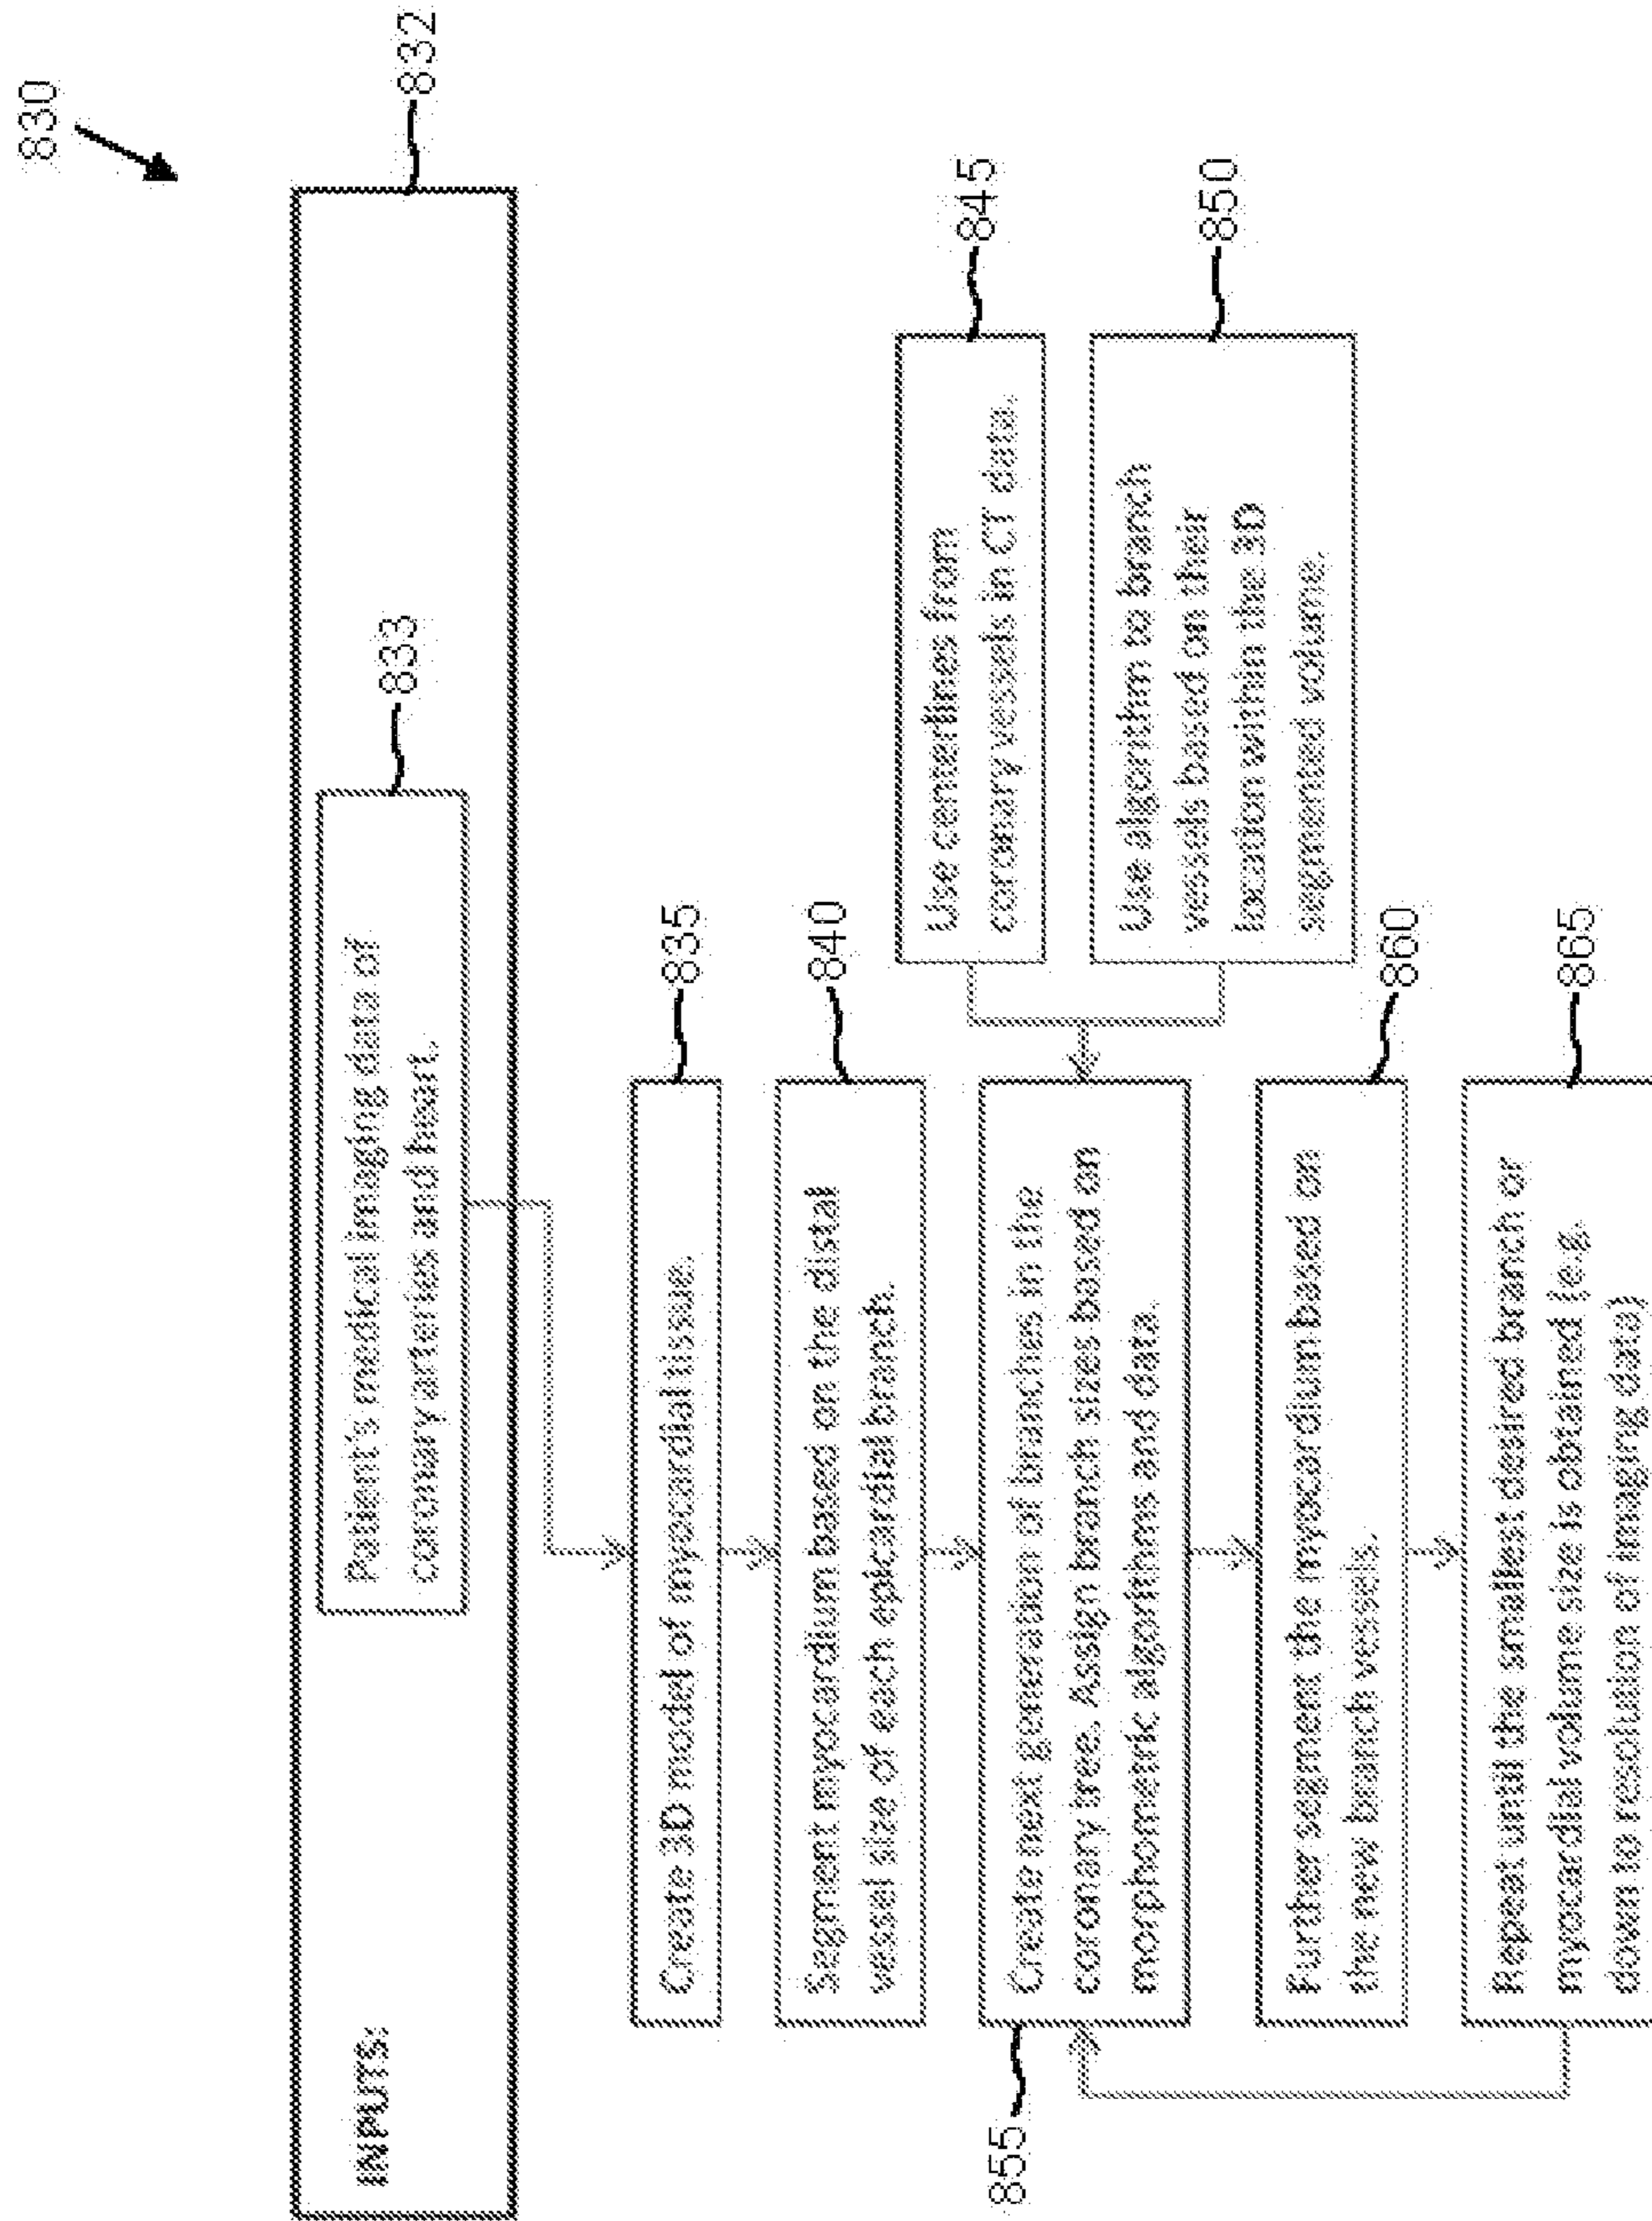 830
INPUTS:
832
Patient's medical imaging data of
coronary arteries and heart.
833
Create 3D model of myocardial tissue.
835
Segment myocardium based on the distal
vessel size of each epicardial branch.
840
Use centerlines from
coronary vessels in CT data.
845
Use algorithm to branch
vessels based on their
location within the 3D
segmented volume.
850
855
Create next generation of branches in the
coronary tree. Assign branch sizes based on
morphometric algorithms and data.
Further segment the myocardium based on
the new branch vessels.
860
Repeat until the smallest desired branch or
myocardial volume size is obtained (e.g.
down to resolution of imaging data)
865